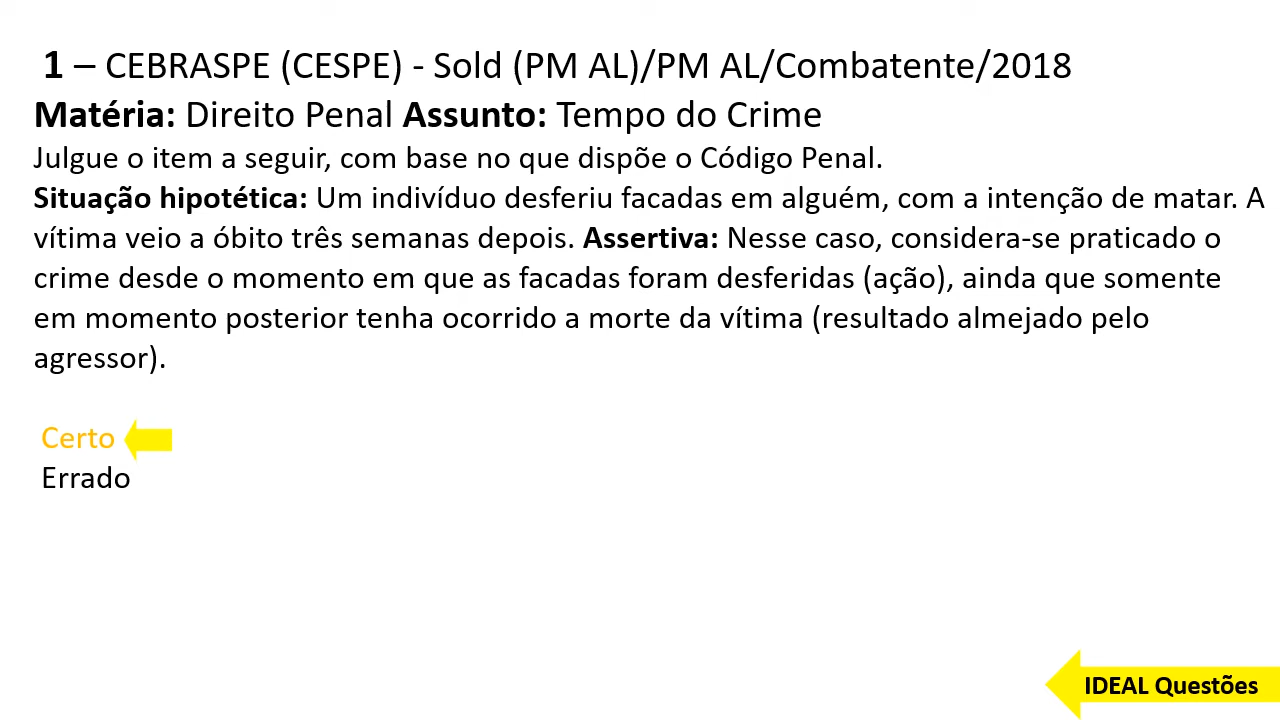 1 – CEBRASPE (CESPE) - Sold (PM AL)/PM AL/Combatente/2018
Matéria: Direito Penal Assunto: Tempo do Crime
Julgue o item a seguir, com base no que dispõe o Código Penal.
Situação hipotética: Um indivíduo desferiu facadas em alguém, com a intenção de matar. A
vítima veio a óbito três semanas depois. Assertiva: Nesse caso, considera-se praticado o
crime desde o momento em que as facadas foram desferidas (ação), ainda que somente
em momento posterior tenha ocorrido a morte da vítima (resultado almejado pelo
agressor).
Certo
Errado
IDEAL Questões